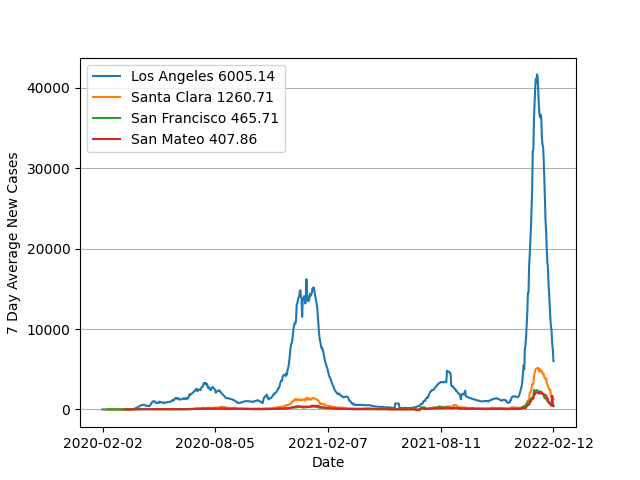 Los Angeles 6005.14
Santa Clara 1260.71
San Francisco 465.71
San Mateo 407.86
40000
30000
20000
10000
0
7 Day Average New Cases
2020-02-02 2020-08-05 2021-02-07 2021-08-11 2022-02-12
Date